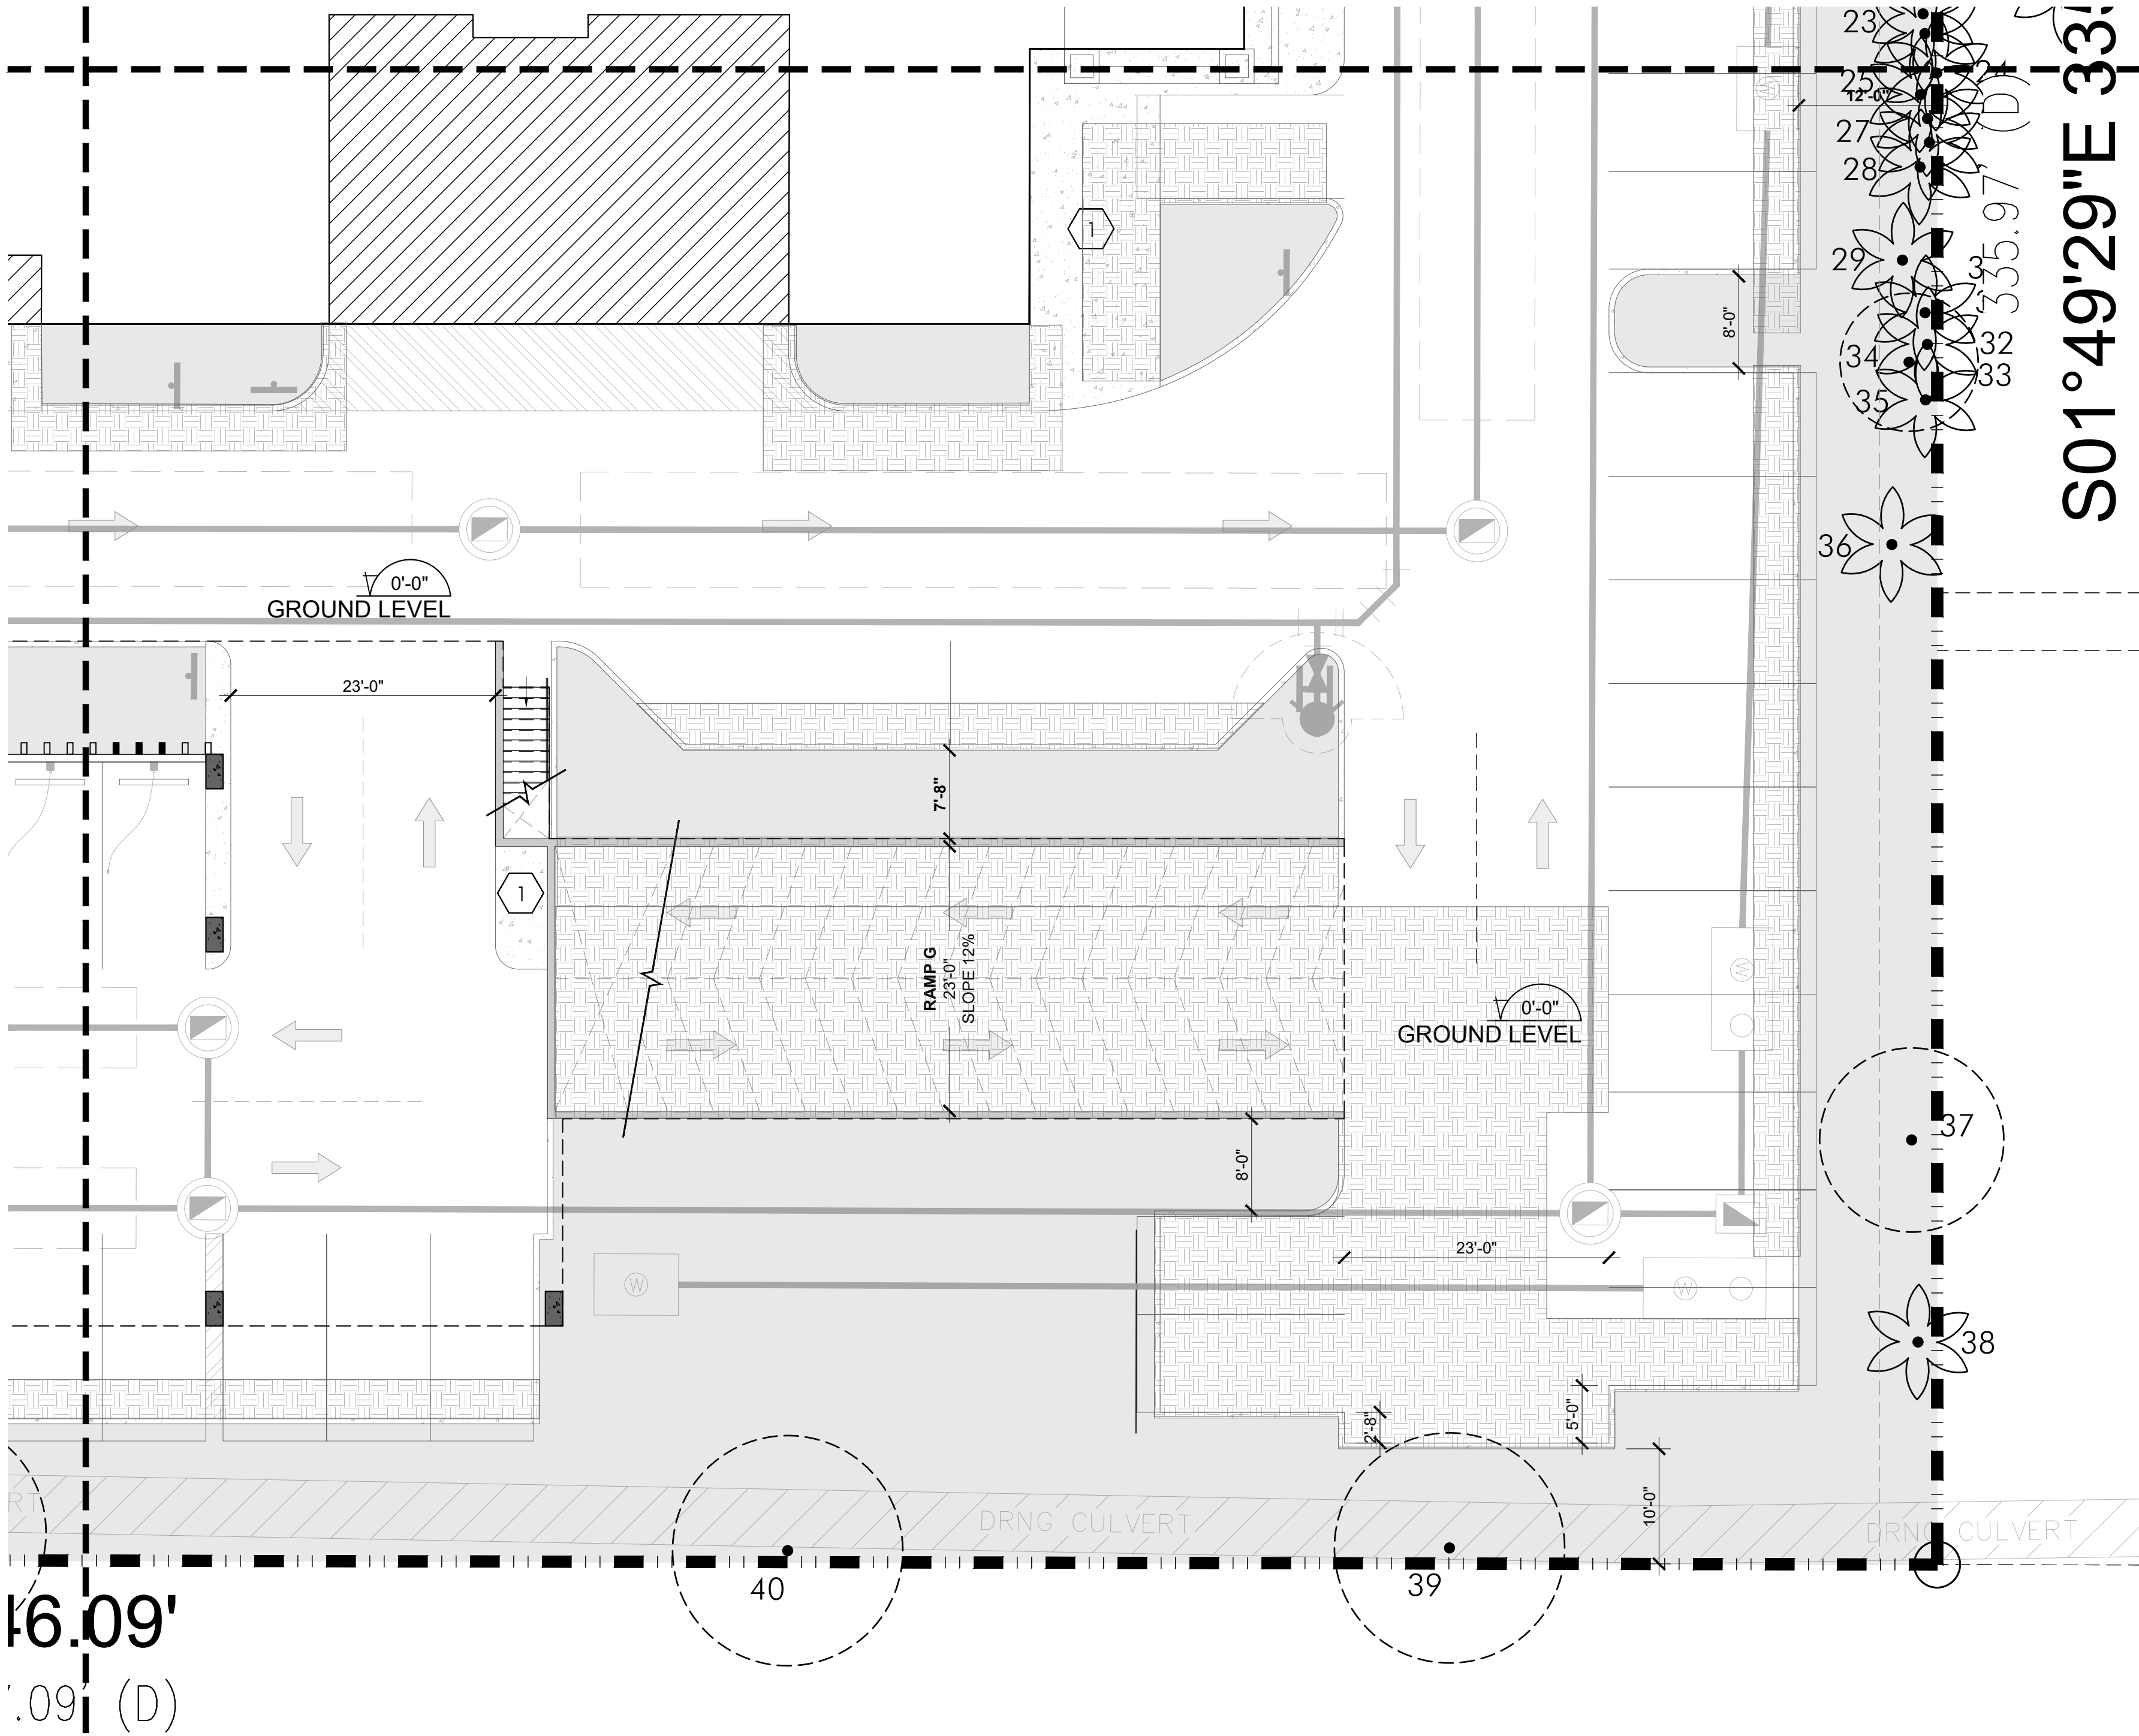 23
24
25
12'-0"
(D)
27
28
1
29
3
335.97'
S01°49'29"E 335
8'-0"
32
34
33
35
36
0'-0"
GROUND LEVEL
23'-0"
7'-8"
1
RAMP G
23'-0"
SLOPE 12%
0'-0"
GROUND LEVEL
W
W
37
8'-0"
23'-0"
W
W
38
2'-8"
5'-0"
10'-0"
DRNG CULVERT
DRNG CULVERT
40
39
46.09'
.09' (D)